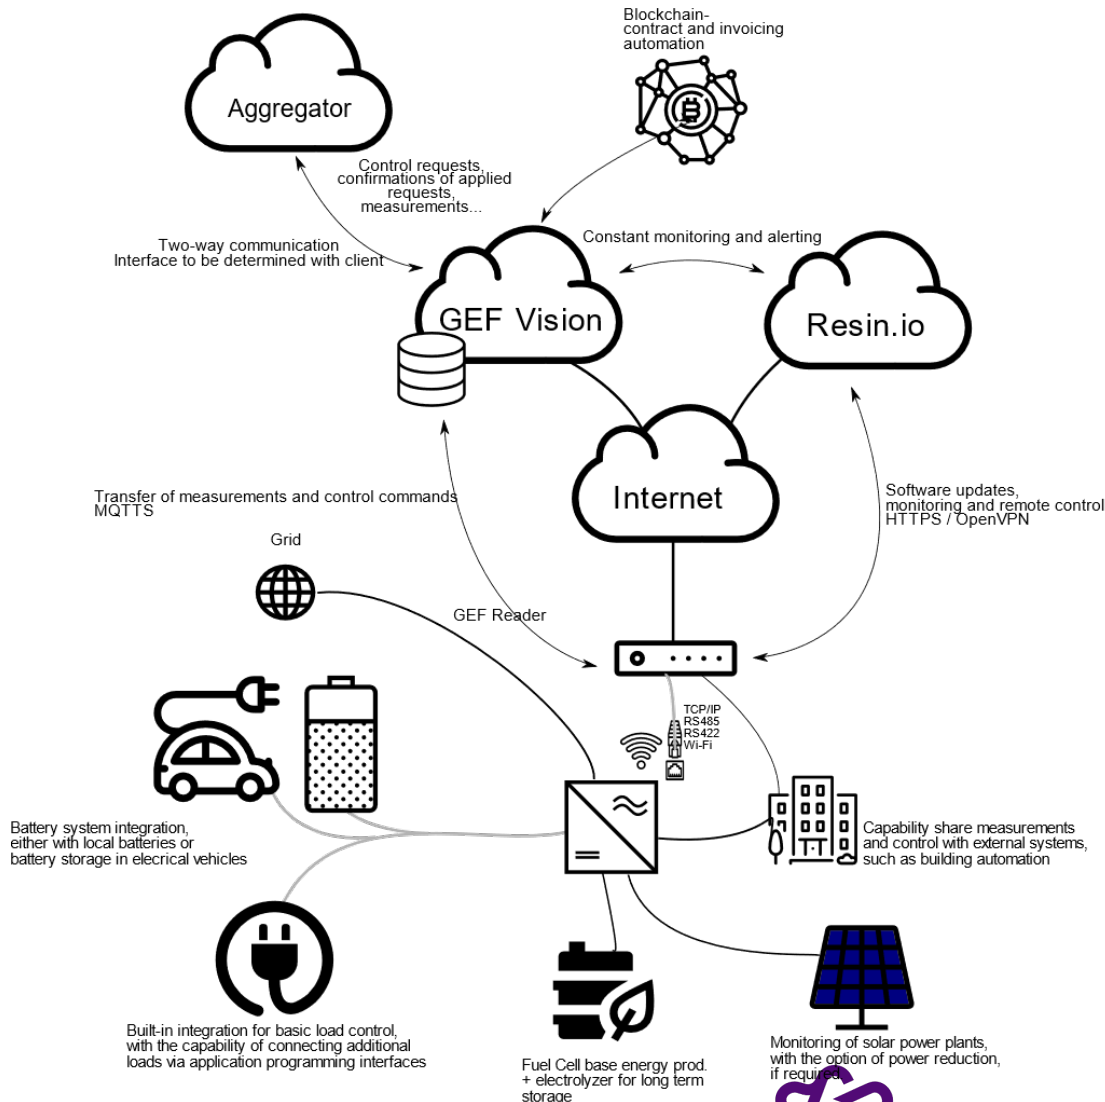 Blockchain-
contract and invoicing
automation
Aggregator
Control requests,
confirmations of applied
requests,
measurements...
Two-way communication
Interface to be determined with client
Constant monitoring and alerting
GEF Vision
Resin.io
Internet
Transfer of measurements and control commands
MQTTS
Software updates,
monitoring and remote control
HTTPS / OpenVPN
Grid
GEF Reader
TCP/IP
RS485
RS422
Wi-Fi
Battery system integration,
either with local batteries or
battery storage in elecrical vehicles
Capability share measurements
and control with external systems,
such as building automation
Built-in integration for basic load control,
with the capability of connecting additional
loads via application programming interfaces
Fuel Cell base energy prod.
+ electrolyzer for long term
storage
Monitoring of solar power plants,
with the option of power reduction,
if required.